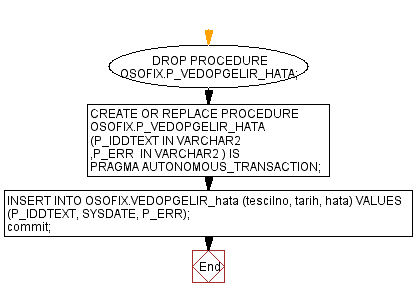 DROP PROCEDURE
OSOFIX.P_VEDOPGELIR_HATA;
CREATE OR REPLACE PROCEDURE
OSOFIX.P_VEDOPGELIR_HATA
(P_IDDTEXT IN VARCHAR2
,P_ERR  IN VARCHAR2 ) IS
PRAGMA AUTONOMOUS_TRANSACTION;
INSERT INTO OSOFIX.VEDOPGELIR_hata (tescilno, tarih, hata) VALUES
(P_IDDTEXT, SYSDATE, P_ERR);
commit;
End